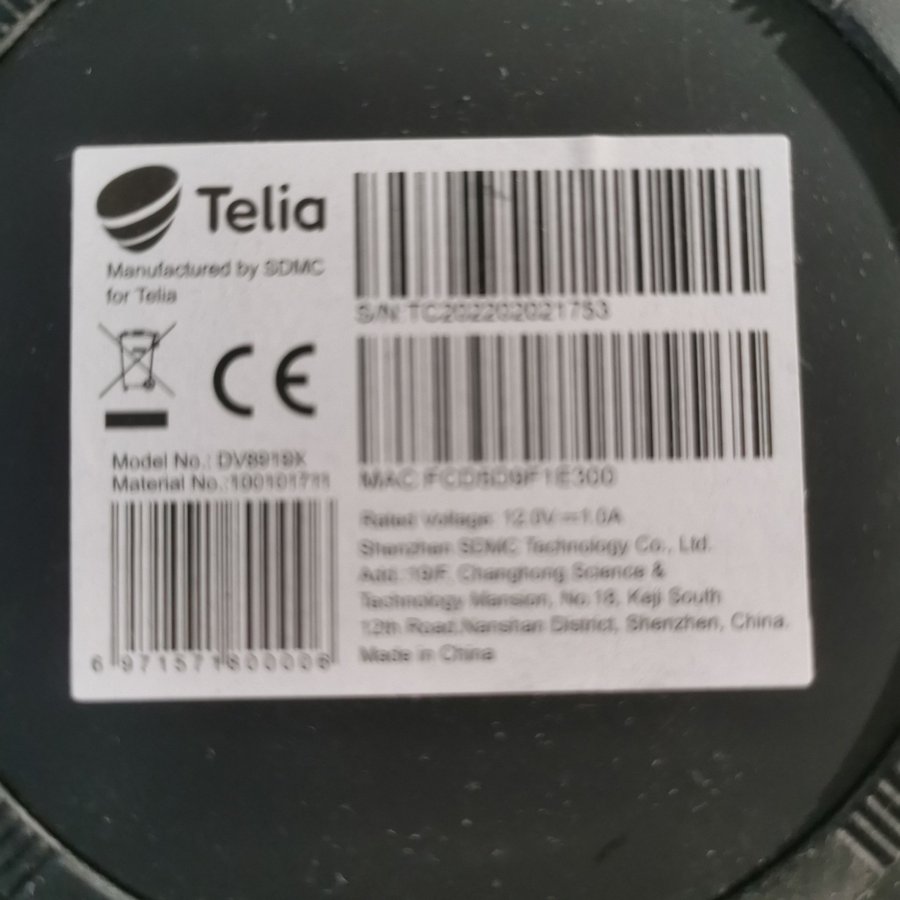 Telia
Manufactured by SDMC
for Telia
CE
Model No.: DV8919X
Material No.:100101711
6 971571 600006
S/N: TC202202021753
MAC:
Rated Voltage: 12.0V⎓1.0A
Shenzhen SDMC Technology Co., Ltd.
Add: 19/F, Changhong Science &
Technology Mansion, No.18, Keji South
12th Road,Nanshan District, Shenzhen, China.
Made in China